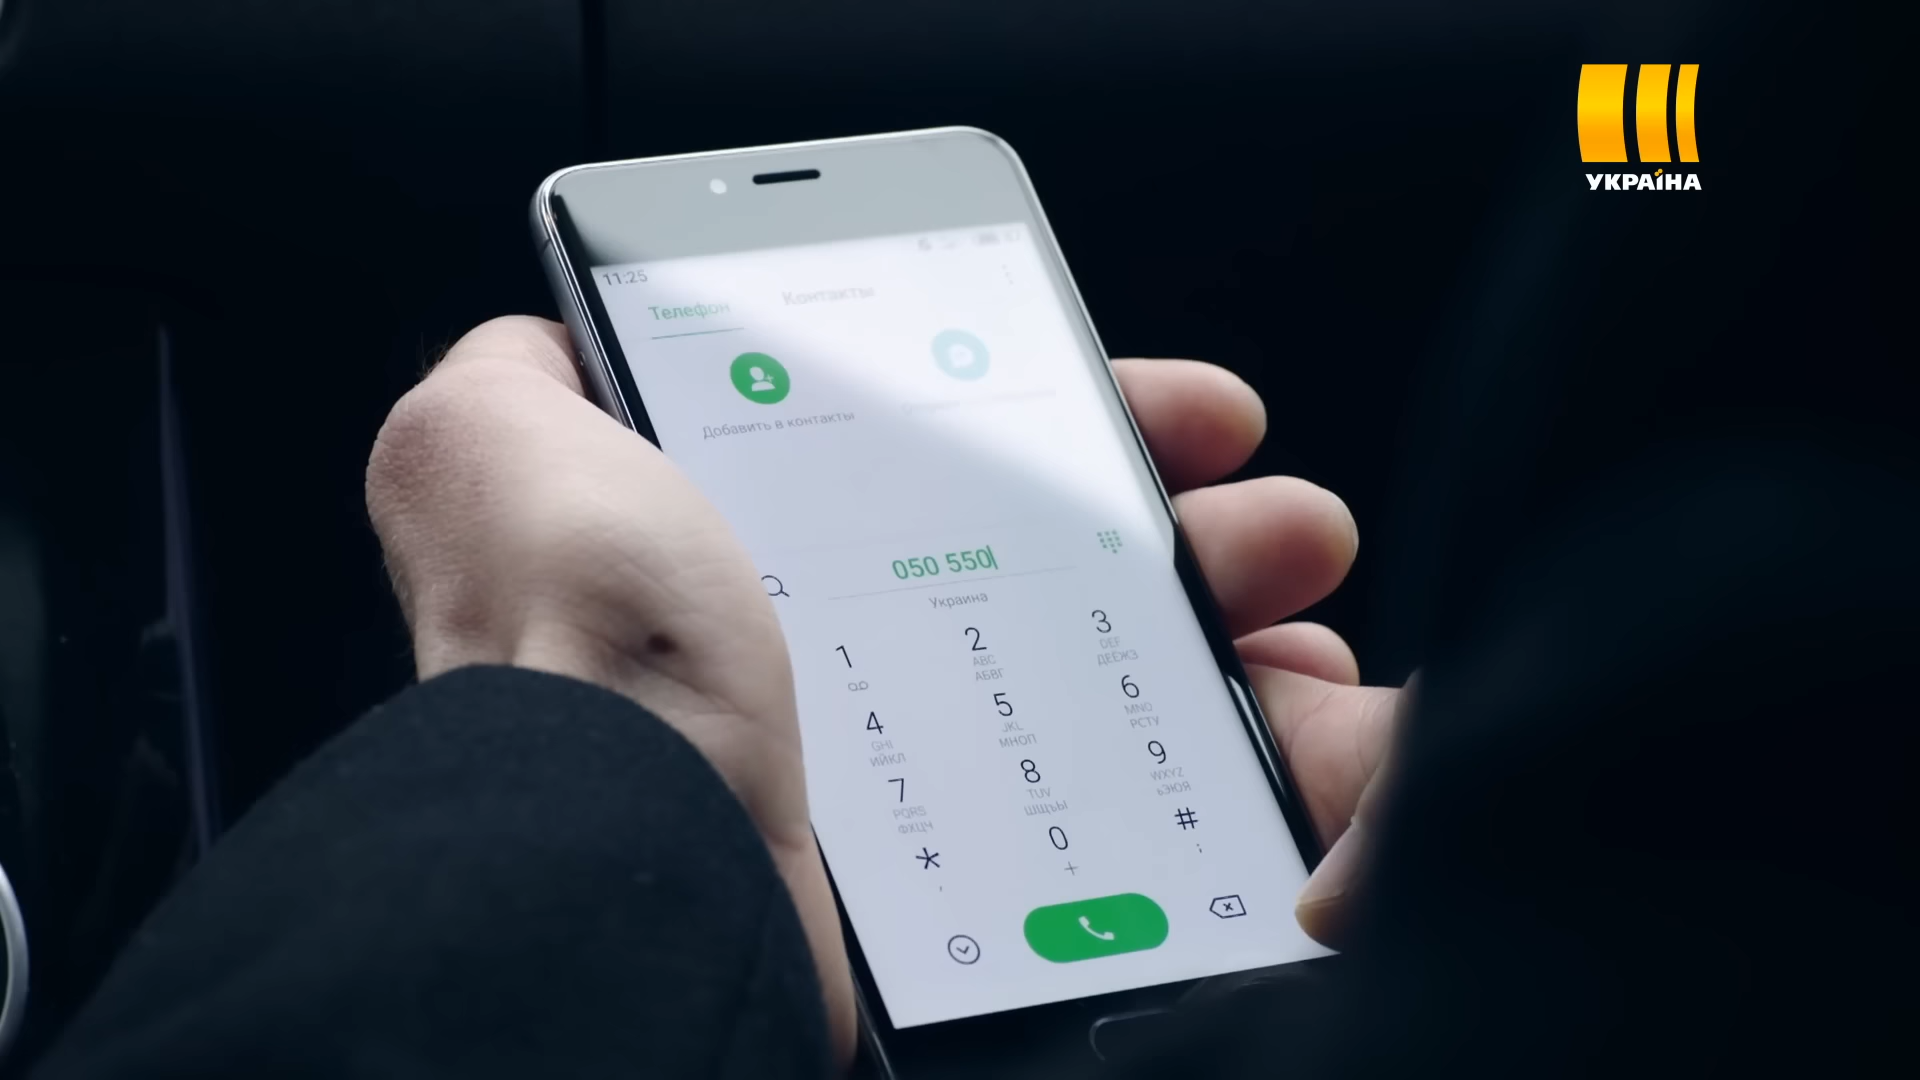 УКРАЇНА
11:25
Телефон
Контакты
Добавить в контакты
050 550
Украина
1
2
3
ABC
DEF
АБВГ
ДЕЁЖЗ
4
5
6
GHI
JKL
MNO
ИЙКЛ
МНОП
РСТУ
7
8
9
PQRS
TUV
WXYZ
ФХЦЧ
ШЩЪЫ
ЬЭЮЯ
*
0
#
,
+
;